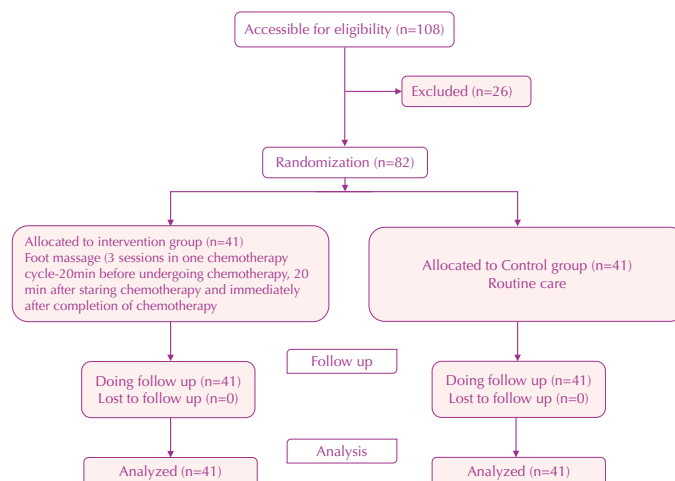 Accessible for eligibility (n=108)
Excluded (n=26)
Randomization (n=82)
Allocated to intervention group (n=41)
Foot massage (3 sessions in one chemotherapy
cycle-20min before undergoing chemotherapy, 20
min after staring chemotherapy and immediately
after completion of chemotherapy
Allocated to Control group (n=41)
Routine care
Follow up
Doing follow up (n=41)
Lost to follow up (n=0)
Doing follow up (n=41)
Lost to follow up (n=0)
Analysis
Analyzed (n=41)
Analyzed (n=41)